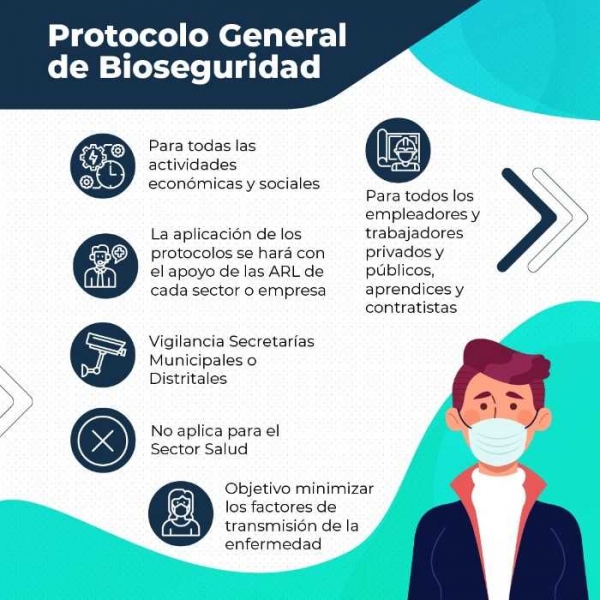 Protocolo General
de Bioseguridad
Para todas las
actividades
económicas y sociales
La aplicación de los
protocolos se hará con
el apoyo de las ARL de
cada sector o empresa
Vigilancia Secretarías
Municipales o
Distritales
No aplica para el
Sector Salud
Objetivo minimizar
los factores de
transmisión de la
enfermedad
Para todos los
empleadores y
trabajadores
privados y
públicos,
aprendices y
contratistas